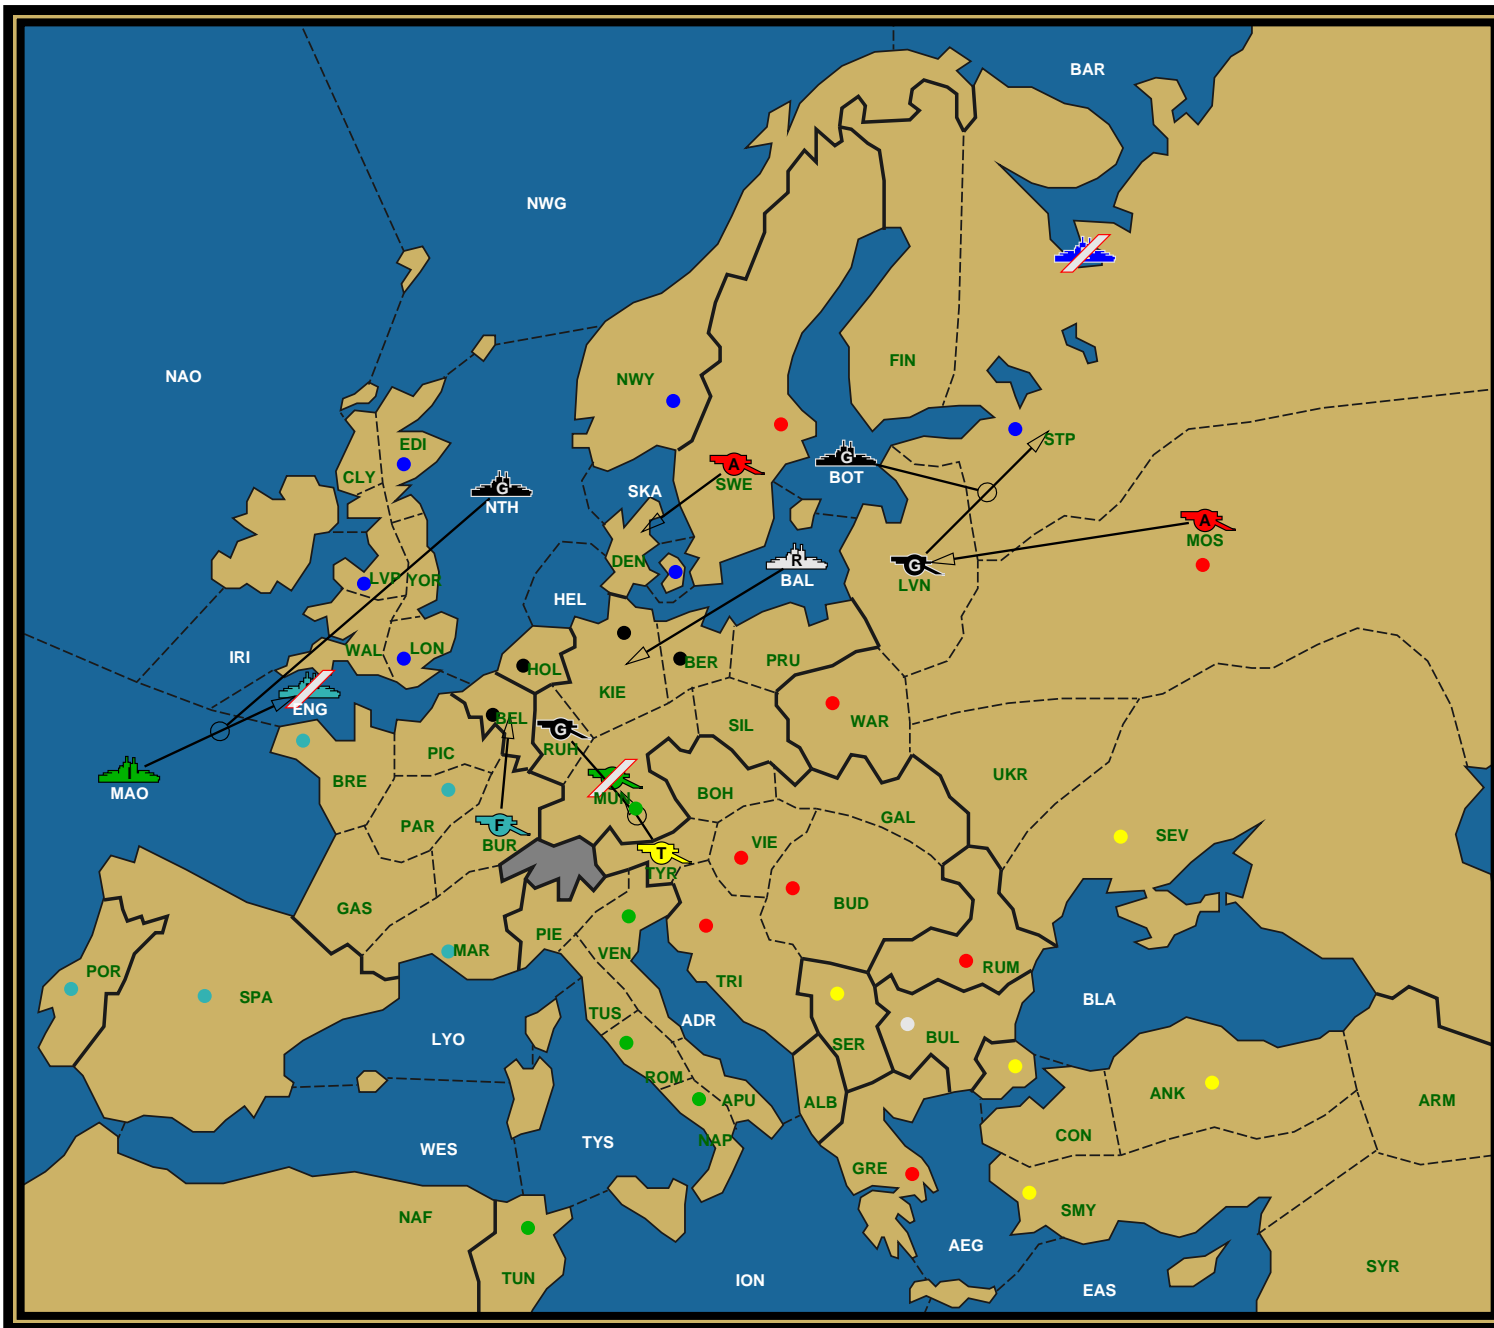 BAR
NWG
NAO
FIN
NWY
STP
EDI
CLY
SKA
A
SWE
G
BOT
G
NTH
A
MOS
DEN
R
BAL
G
LVN
HEL
LVP
YOR
IRI
WAL
LON
HOL
BER
PRU
KIE
ENG
BEL
SIL
WAR
G
RUH
PIC
BRE
I
MAO
MUN
BOH
UKR
PAR
F
BUR
GAL
SEV
VIE
T
TYR
GAS
BUD
PIE
VEN
MAR
POR
SPA
TRI
RUM
BLA
TUS
ADR
LYO
SER
BUL
ROM
APU
ALB
ANK
ARM
CON
NAP
WES
TYS
GRE
SMY
NAF
AEG
TUN
ION
EAS
SYR